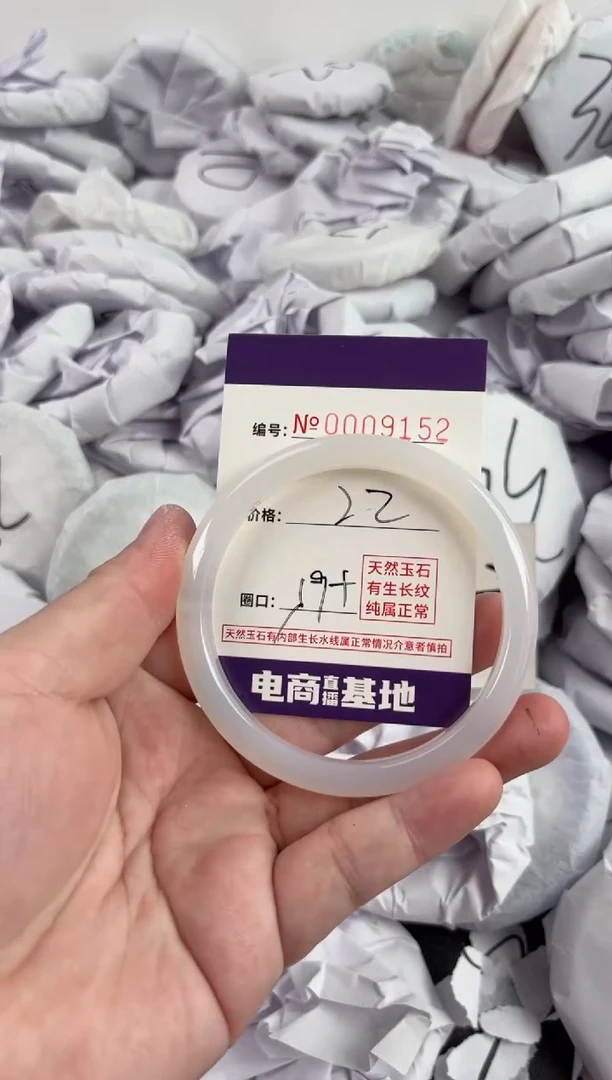 编号: № 0009152
价格: 22
圈口:
天然玉石
有生长纹
纯属正常
天然玉石有内部生长水线属正常情况介意者慎拍
电商直播基地